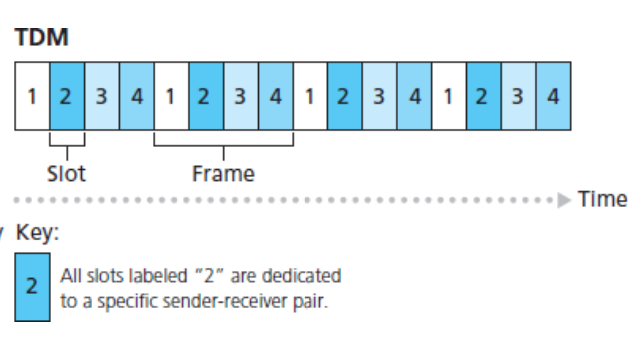 TDM
1 2 3 4 1 2 3 4 1 2 3 4 1 2 3 4
Slot Frame
Time
Key:
2 All slots labeled "2" are dedicated
to a specific sender-receiver pair.